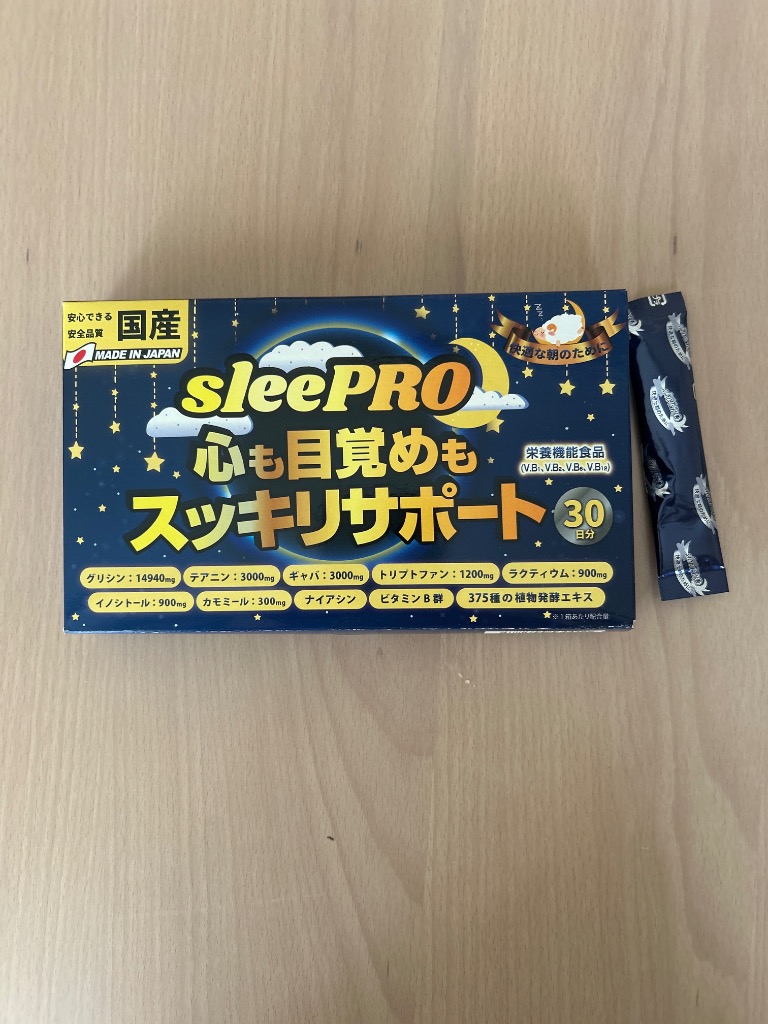 安心できる
安全品質
国産
MADE IN JAPAN
快適な朝のために
sleePRO
心も目覚めも
スッキリサポート
栄養機能食品
(V.B₁、V.B₂、V.B₆、V.B₁₂)
30
日分
グリシン：14940mg
テアニン：3000mg
ギャバ：3000mg
トリプトファン：1200mg
ラクティウム：900mg
イノシトール：900mg
カモミール：300mg
ナイアシン
ビタミンB群
375種の植物発酵エキス
※1箱あたり配合量